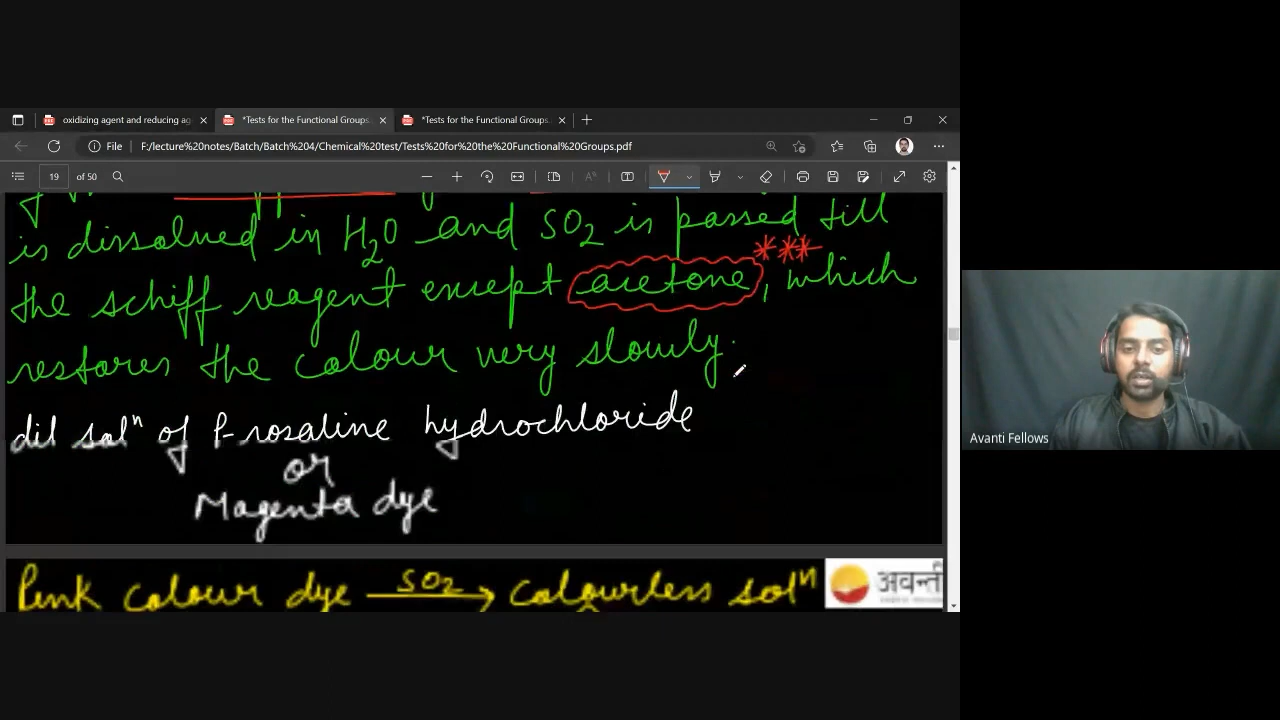 oxidizing agent and reducing ag
*Tests for the Functional Groups.
*Tests for the Functional Groups.
File F:/lecture%20notes/Batch/Batch%204/Chemical%20test/Tests%20for%20the%20Functional%20Groups.pdf
19 of 50
is dissolved in H2O and SO2 is passed till
the schiff reagent except acetone***, which
restores the colour very slowly.
dil solⁿ of P-rosaline hydrochloride
or
Magenta dye
Pink colour dye SO2 → colourless solⁿ
अवन्ती
Avanti Fellows